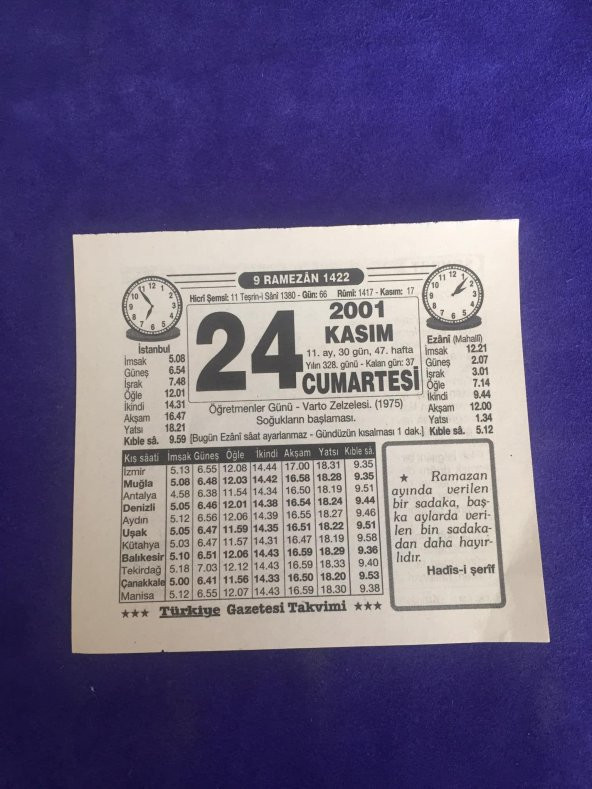 9 RAMEZÂN 1422
Hicrî Şemsî: 11 Teşrin-i Sâni 1380 - Gün: 66 Rûmî: 1417 - Kasım: 17
24
2001
KASIM
11. ay, 30 gün, 47. hafta
Yılın 328. günü - Kalan gün: 37
CUMARTESİ
Öğretmenler Günü - Varto Zelzelesi. (1975)
Soğukların başlaması.
[Bugün Ezânî sâat ayarlanmaz - Gündüzün kısalması 1 dak.]
İstanbul
İmsak 5.08
Güneş 6.54
İşrak 7.48
Öğle 12.01
İkindi 14.31
Akşam 16.47
Yatsı 18.21
Kıble sâ. 9.59
Ezânî (Mahallî)
İmsak 12.21
Güneş 2.07
İşrak 3.01
Öğle 7.14
İkindi 9.44
Akşam 12.00
Yatsı 1.34
Kıble sâ. 5.12
Kıs sâati İmsak Güneş Öğle İkindi Akşam Yatsı Kıble sâ.
İzmir 5.13 6.55 12.08 14.44 17.00 18.31 9.35
Muğla 5.08 6.48 12.03 14.42 16.58 18.28 9.35
Antalya 4.58 6.38 11.54 14.34 16.50 18.19 9.51
Denizli 5.05 6.46 12.01 14.38 16.54 18.24 9.44
Aydın 5.12 6.56 12.06 14.39 16.55 18.27 9.46
Uşak 5.05 6.47 11.59 14.35 16.51 18.22 9.51
Kütahya 5.03 6.47 11.57 14.31 16.47 18.19 9.58
Balıkesir 5.10 6.51 12.06 14.43 16.59 18.29 9.36
Tekirdağ 5.18 7.03 12.12 14.43 16.59 18.33 9.40
Çanakkale 5.00 6.41 11.56 14.33 16.50 18.20 9.53
Manisa 5.12 6.55 12.07 14.43 16.59 18.30 9.38
★ Ramazan
ayında verilen
bir sadaka, baş-
ka aylarda veri-
len bin sadaka-
dan daha hayır-
lıdır.
Hadîs-i şerîf
★★★ Türkiye Gazetesi Takvimi ★★★